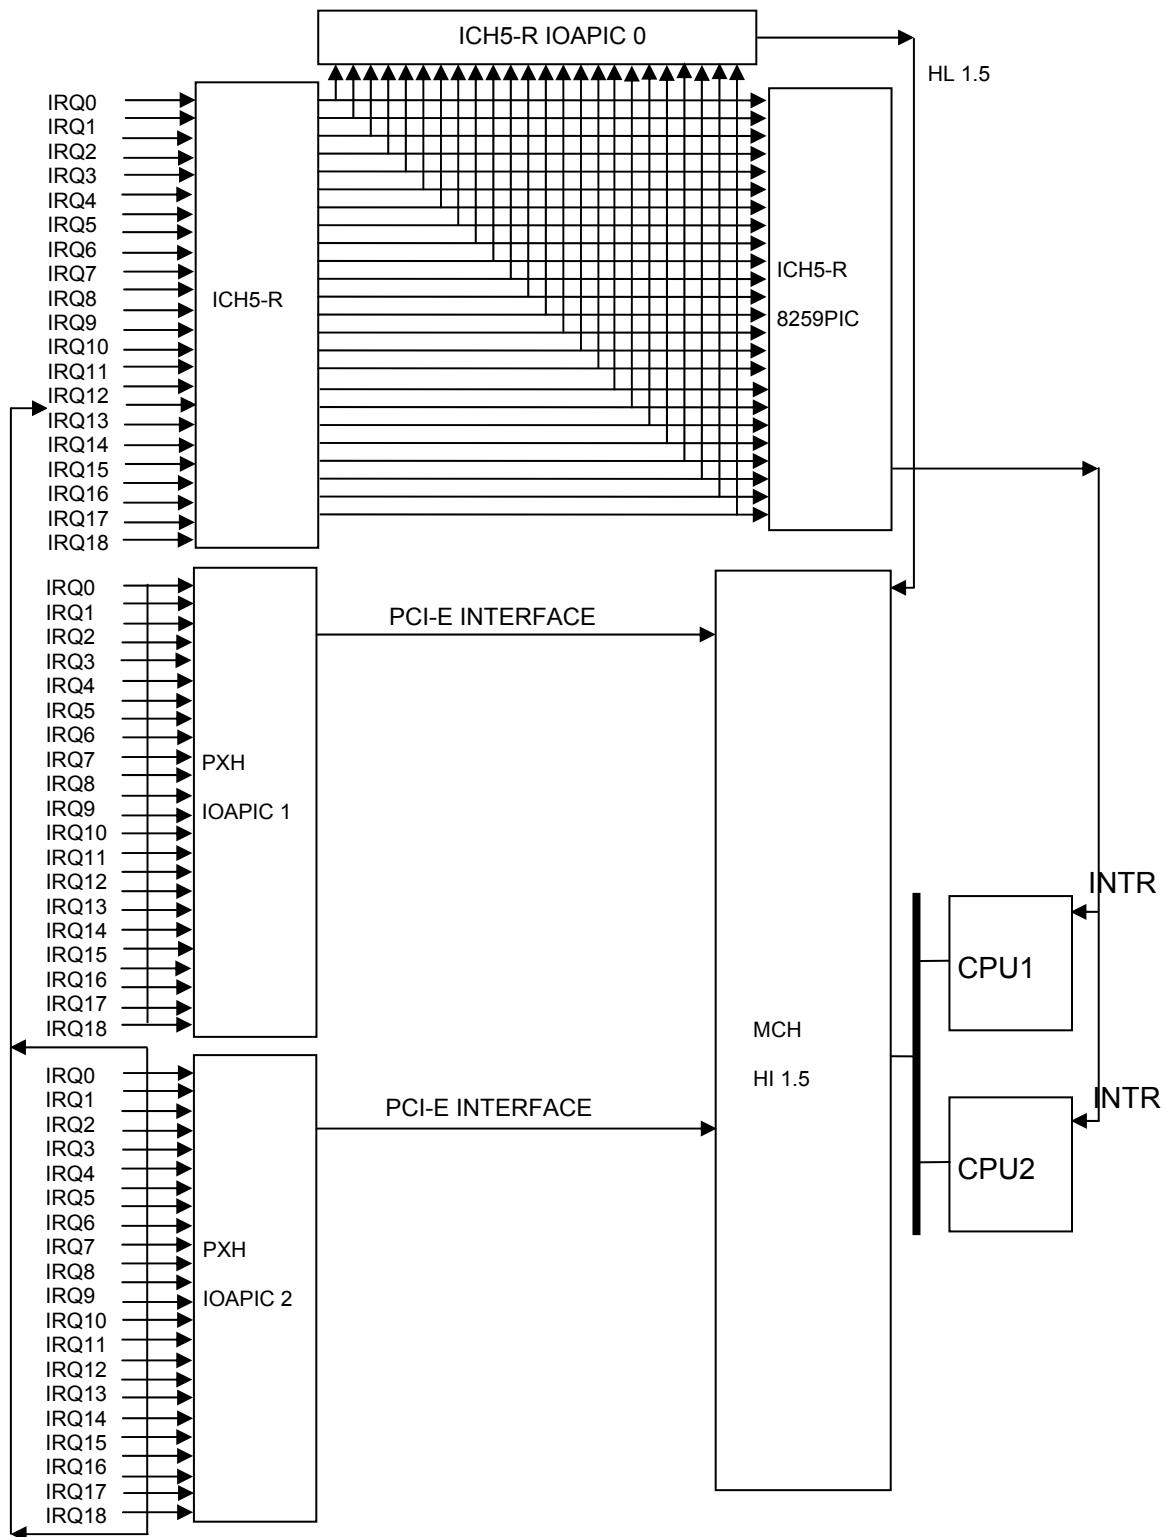 ICH5-R IOAPIC 0
HL 1.5
IRQ0
IRQ1
IRQ2
IRQ3
IRQ4
IRQ5
IRQ6
IRQ7
IRQ8
IRQ9
IRQ10
IRQ11
IRQ12
IRQ13
IRQ14
IRQ15
IRQ16
IRQ17
IRQ18
ICH5-R
ICH5-R
8259PIC
IRQ0
IRQ1
IRQ2
IRQ3
IRQ4
IRQ5
IRQ6
IRQ7
IRQ8
IRQ9
IRQ10
IRQ11
IRQ12
IRQ13
IRQ14
IRQ15
IRQ16
IRQ17
IRQ18
PXH
IOAPIC 1
PCI-E INTERFACE
IRQ0
IRQ1
IRQ2
IRQ3
IRQ4
IRQ5
IRQ6
IRQ7
IRQ8
IRQ9
IRQ10
IRQ11
IRQ12
IRQ13
IRQ14
IRQ15
IRQ16
IRQ17
IRQ18
PXH
IOAPIC 2
PCI-E INTERFACE
MCH
HI 1.5
INTR
CPU1
INTR
CPU2